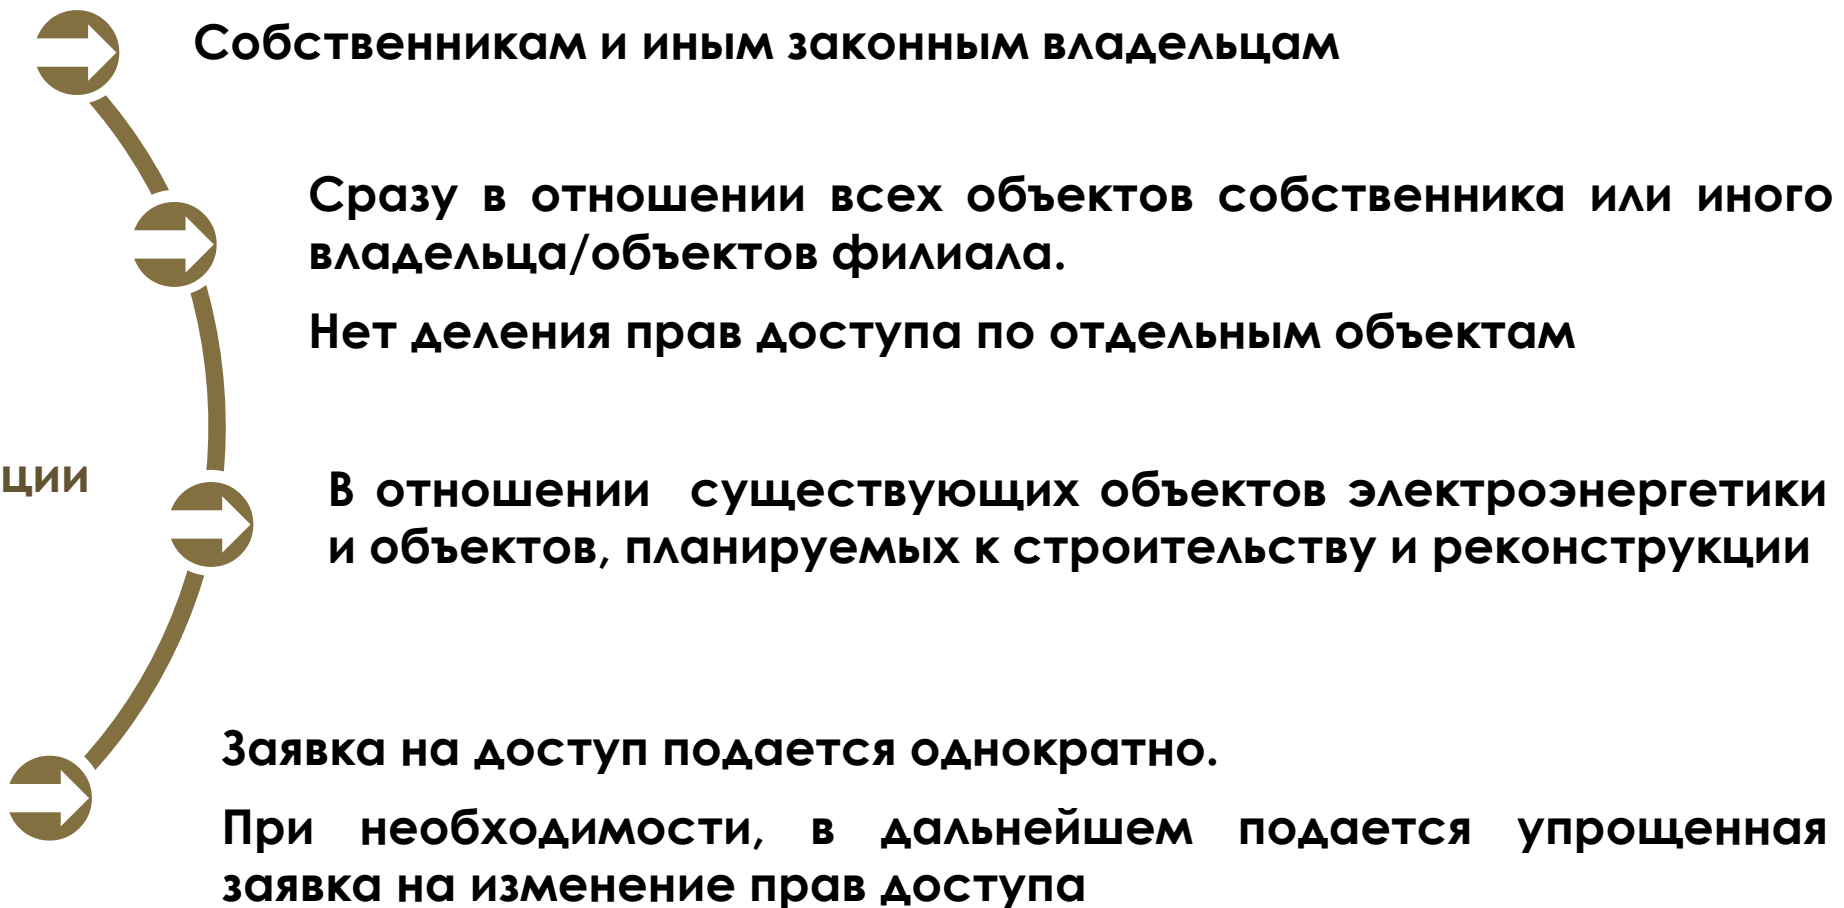 Собственникам и иным законным владельцам
Сразу в отношении всех объектов собственника или иного
владельца/объектов филиала.
Нет деления прав доступа по отдельным объектам
ции
В отношении существующих объектов электроэнергетики
и объектов, планируемых к строительству и реконструкции
Заявка на доступ подается однократно.
При необходимости, в дальнейшем подается упрощенная
заявка на изменение прав доступа